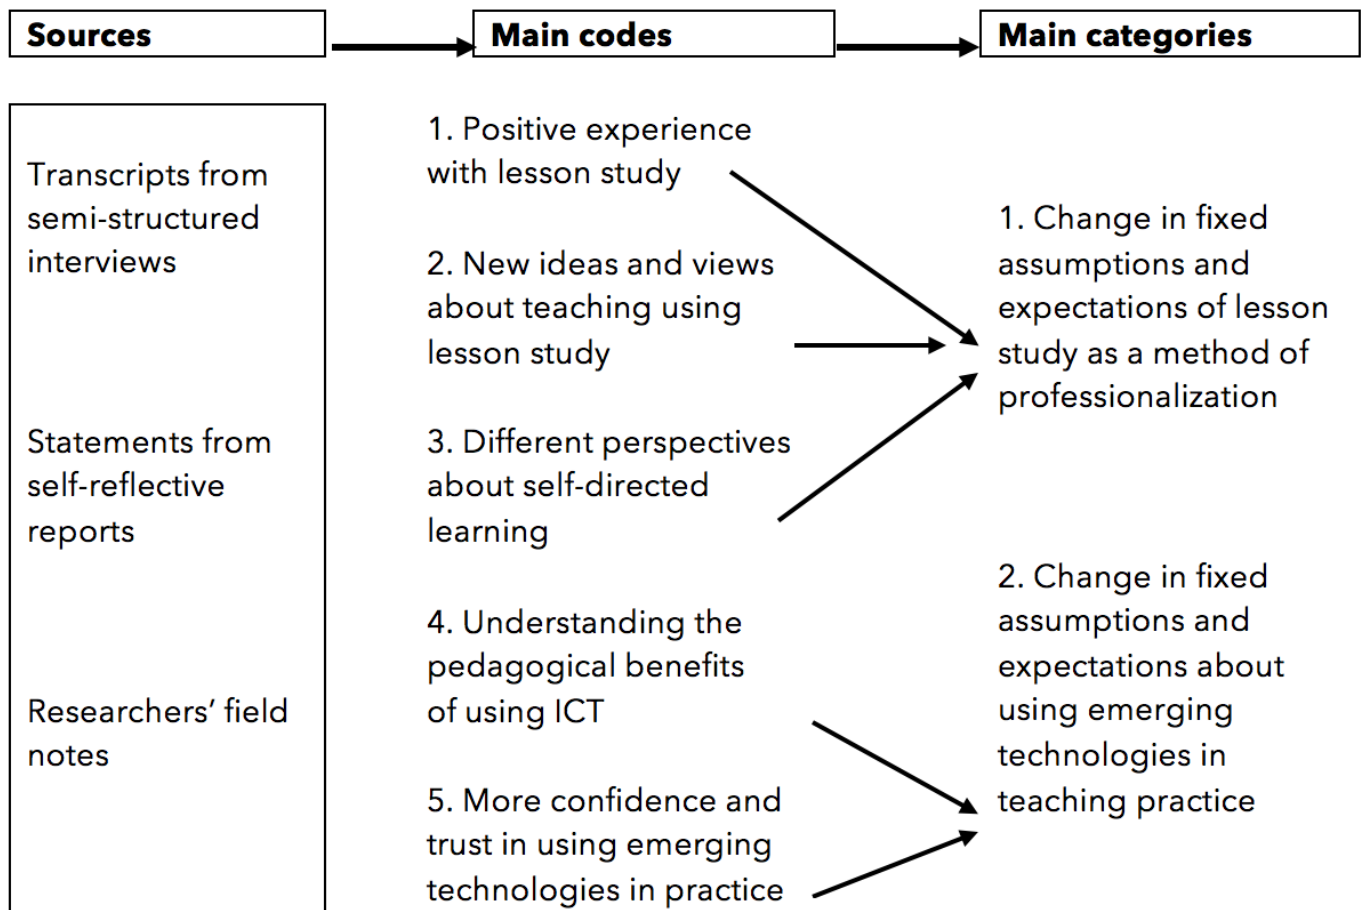 Sources
Main codes
Main categories
Transcripts from
semi-structured
interviews
Statements from
self-reflective
reports
Researchers’ field
notes
1. Positive experience
with lesson study
2. New ideas and views
about teaching using
lesson study
3. Different perspectives
about self-directed
learning
4. Understanding the
pedagogical benefits
of using ICT
5. More confidence and
trust in using emerging
technologies in practice
1. Change in fixed
assumptions and
expectations of lesson
study as a method of
professionalization
2. Change in fixed
assumptions and
expectations about
using emerging
technologies in
teaching practice